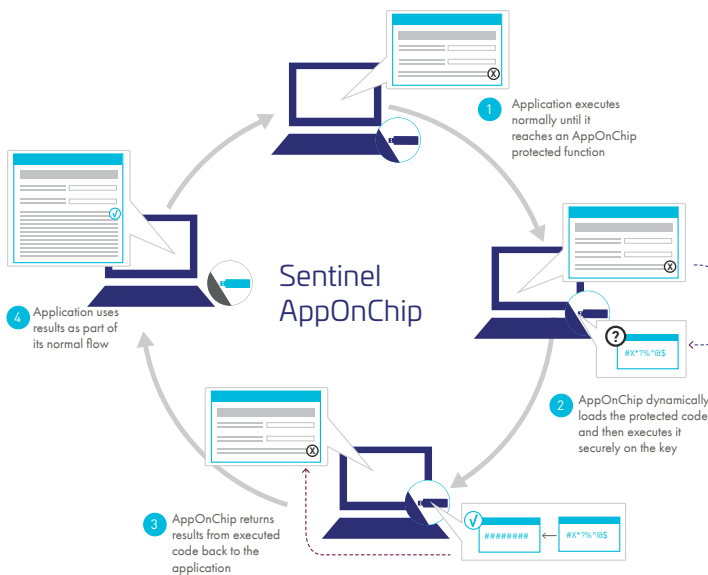 1
Application executes
normally until it
reaches an AppOnChip
protected function
Sentinel
AppOnChip
?
#X*?%^@$
2
AppOnChip dynamically
loads the protected code
and then executes it
securely on the key
3
AppOnChip returns
results from executed
code back to the
application
######## ← #X*?%^@$
4
Application uses
results as part of
its normal flow